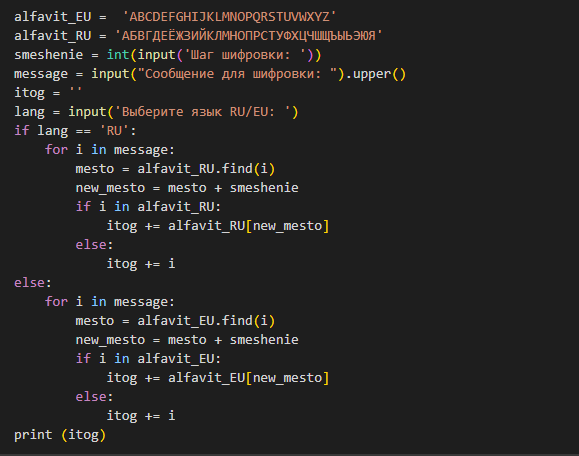 alfavit_EU =  'ABCDEFGHIJKLMNOPQRSTUVWXYZ'
alfavit_RU = 'АБВГДЕЁЖЗИЙКЛМНОПРСТУФХЦЧШЩЪЫЬЭЮЯ'
smeshenie = int(input('Шаг шифровки: '))
message = input("Сообщение для шифровки: ").upper()
itog = ''
lang = input('Выберите язык RU/EU: ')
if lang == 'RU':
    for i in message:
        mesto = alfavit_RU.find(i)
        new_mesto = mesto + smeshenie
        if i in alfavit_RU:
            itog += alfavit_RU[new_mesto]
        else:
            itog += i
else:
    for i in message:
        mesto = alfavit_EU.find(i)
        new_mesto = mesto + smeshenie
        if i in alfavit_EU:
            itog += alfavit_EU[new_mesto]
        else:
            itog += i
print (itog)